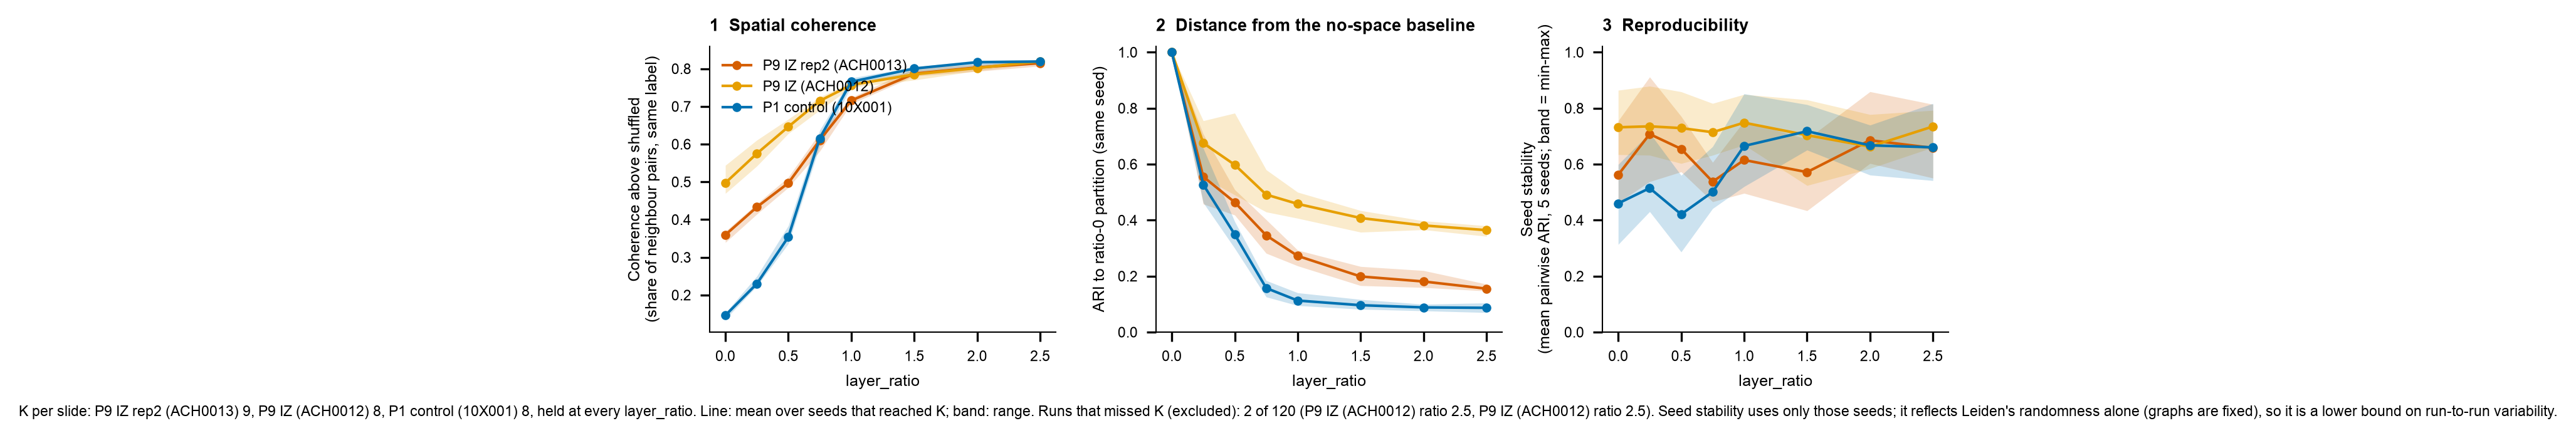 1 Spatial coherence
Coherence above shuffled
(share of neighbour pairs, same label)
0.8
0.7
0.6
0.5
0.4
0.3
0.2
P9 IZ rep2 (ACH0013)
P9 IZ (ACH0012)
P1 control (10X001)
0.0 0.5 1.0 1.5 2.0 2.5
layer_ratio
2 Distance from the no-space baseline
ARI to ratio-0 partition (same seed)
1.0
0.8
0.6
0.4
0.2
0.0
0.0 0.5 1.0 1.5 2.0 2.5
layer_ratio
3 Reproducibility
Seed stability
(mean pairwise ARI, 5 seeds; band = min-max)
1.0
0.8
0.6
0.4
0.2
0.0
0.0 0.5 1.0 1.5 2.0 2.5
layer_ratio
K per slide: P9 IZ rep2 (ACH0013) 9, P9 IZ (ACH0012) 8, P1 control (10X001) 8, held at every layer_ratio. Line: mean over seeds that reached K; band: range. Runs that missed K (excluded): 2 of 120 (P9 IZ (ACH0012) ratio 2.5, P9 IZ (ACH0012) ratio 2.5). Seed stability uses only those seeds; it reflects Leiden's randomness alone (graphs are fixed), so it is a lower bound on run-to-run variability.